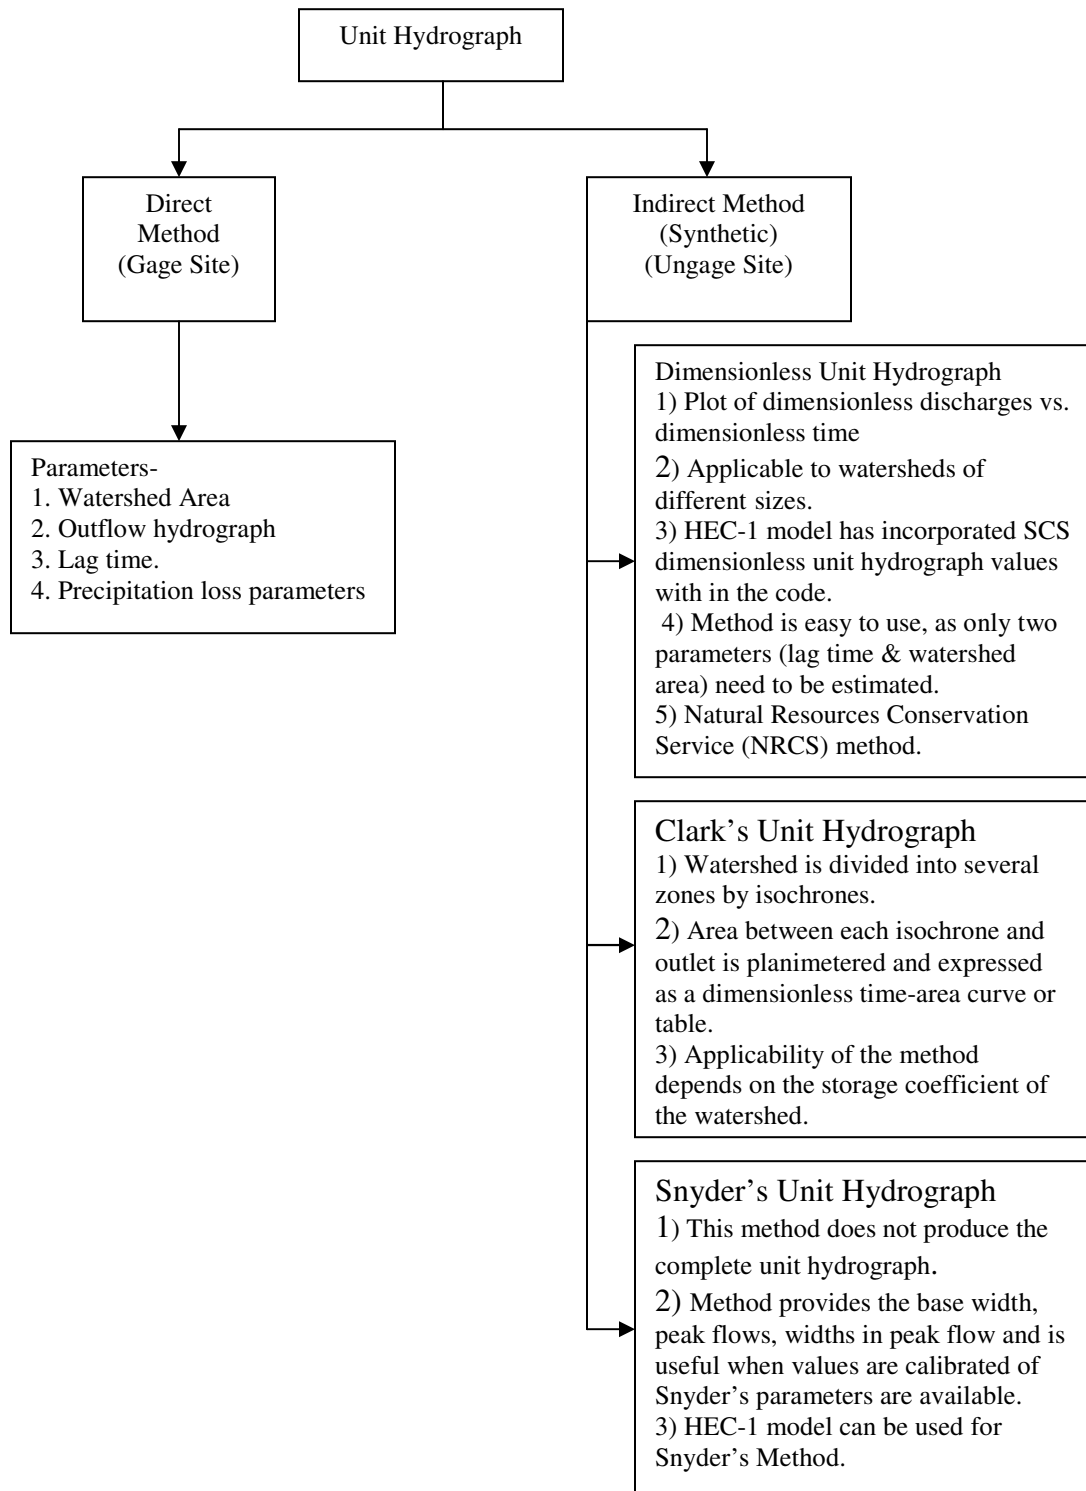 Unit Hydrograph
Direct
Method
(Gage Site)
Indirect Method
(Synthetic)
(Ungage Site)
Parameters-
1. Watershed Area
2. Outflow hydrograph
3. Lag time.
4. Precipitation loss parameters
Dimensionless Unit Hydrograph
1) Plot of dimensionless discharges vs.
dimensionless time
2) Applicable to watersheds of
different sizes.
3) HEC-1 model has incorporated SCS
dimensionless unit hydrograph values
with in the code.
4) Method is easy to use, as only two
parameters (lag time & watershed
area) need to be estimated.
5) Natural Resources Conservation
Service (NRCS) method.
Clark’s Unit Hydrograph
1) Watershed is divided into several
zones by isochrones.
2) Area between each isochrone and
outlet is planimetered and expressed
as a dimensionless time-area curve or
table.
3) Applicability of the method
depends on the storage coefficient of
the watershed.
Snyder’s Unit Hydrograph
1) This method does not produce the
complete unit hydrograph.
2) Method provides the base width,
peak flows, widths in peak flow and is
useful when values are calibrated of
Snyder’s parameters are available.
3) HEC-1 model can be used for
Snyder’s Method.